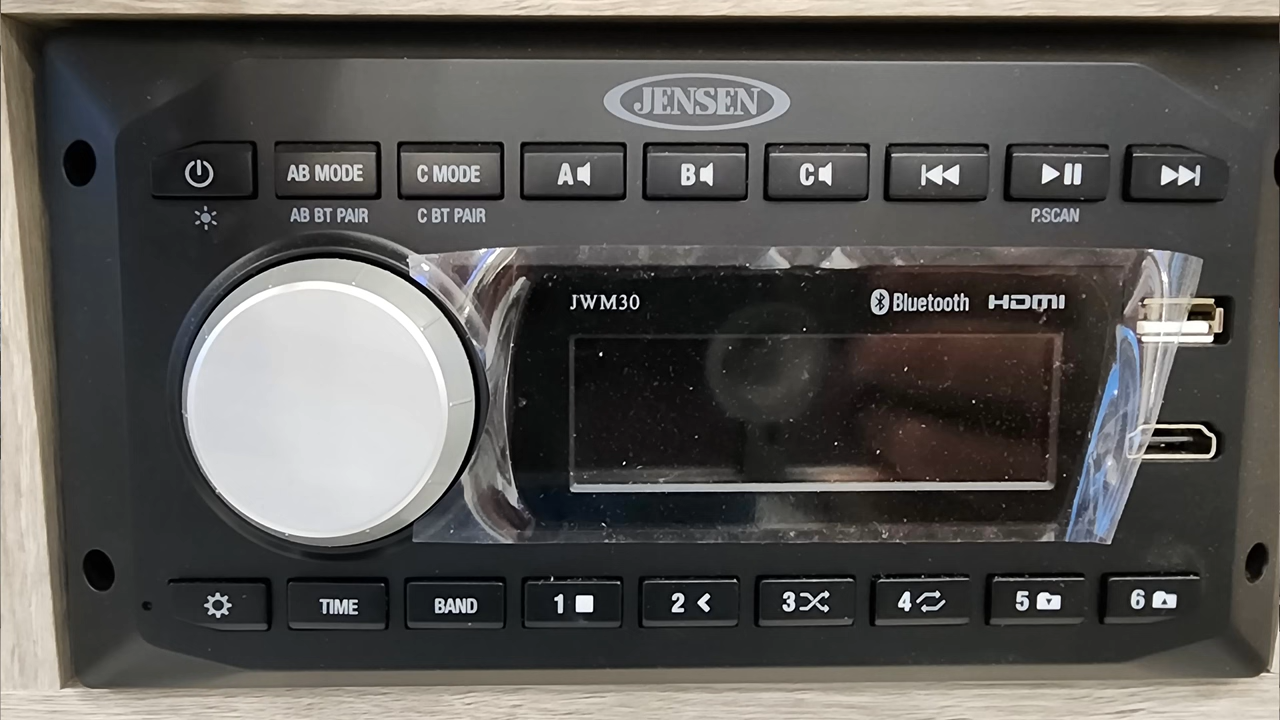 JENSEN
AB MODE C MODE A B C
AB BT PAIR C BT PAIR P.SCAN
JWM30 Bluetooth HDMI
TIME BAND 1 2 3 4 5 6